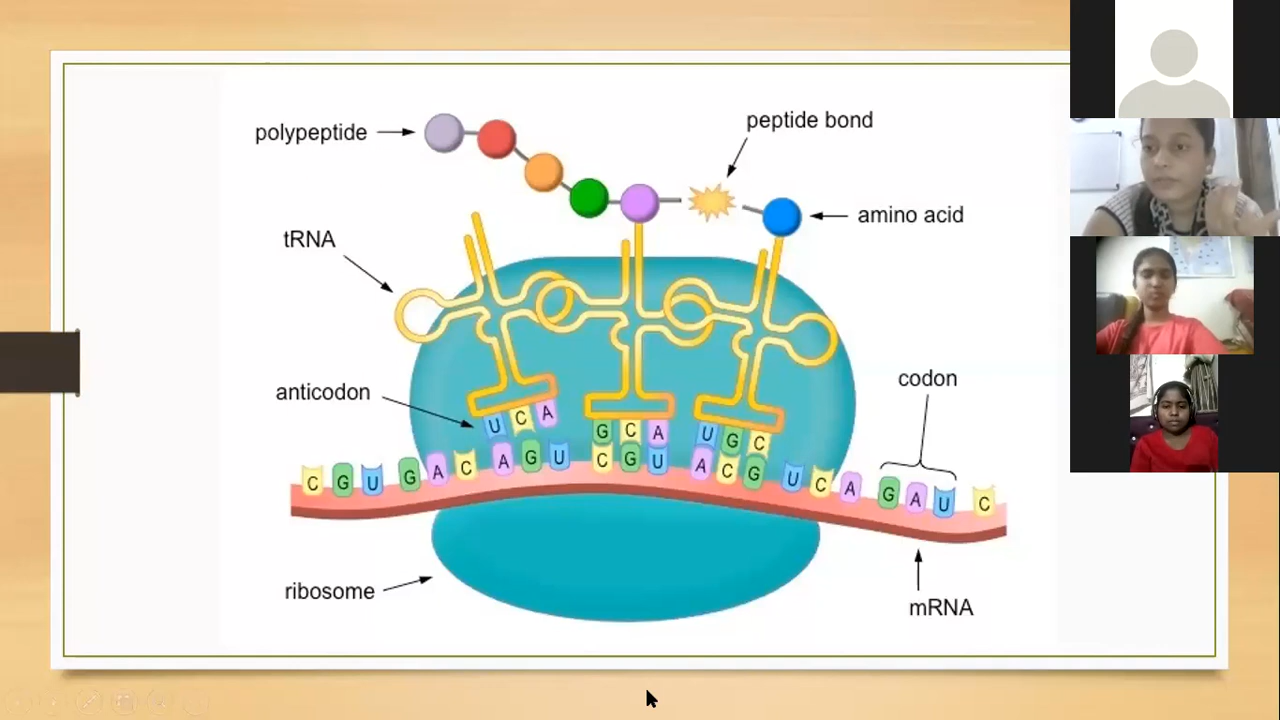 peptide bond
polypeptide
amino acid
tRNA
anticodon
codon
U C A
G C A
U G C
C G U G A C A G U C G U A C G U C A G A U C
ribosome
mRNA